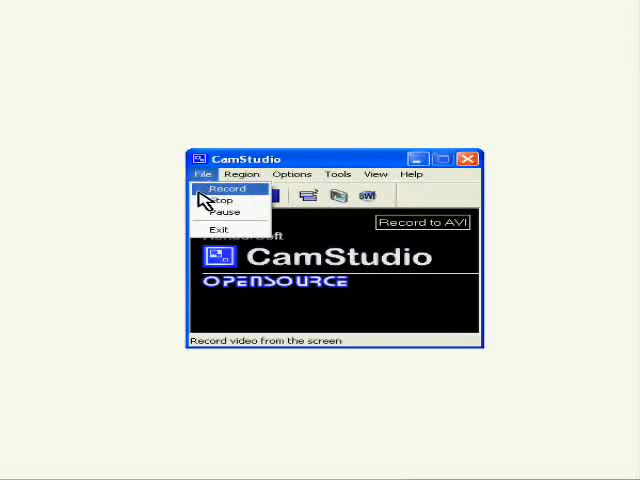 CamStudio
File Region Options Tools View Help
Record
Stop
Pause
Record to AVI
Exit
CamStudio
OPENSOURCE
Record video from the screen